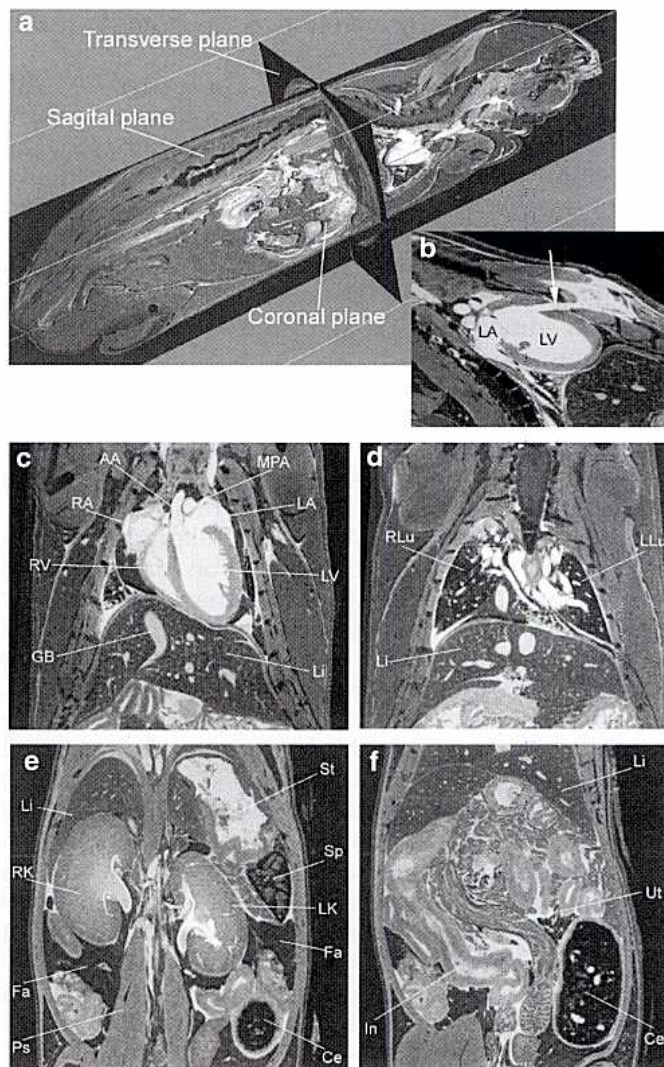 a
Transverse plane
Sagital plane
Coronal plane
b
LA
LV
c
AA
MPA
RA
LA
RV
LV
GB
Li
d
RLu
LLu
Li
e
St
Li
Sp
RK
LK
Fa
Fa
Ps
Ce
f
Li
Ut
In
Ce